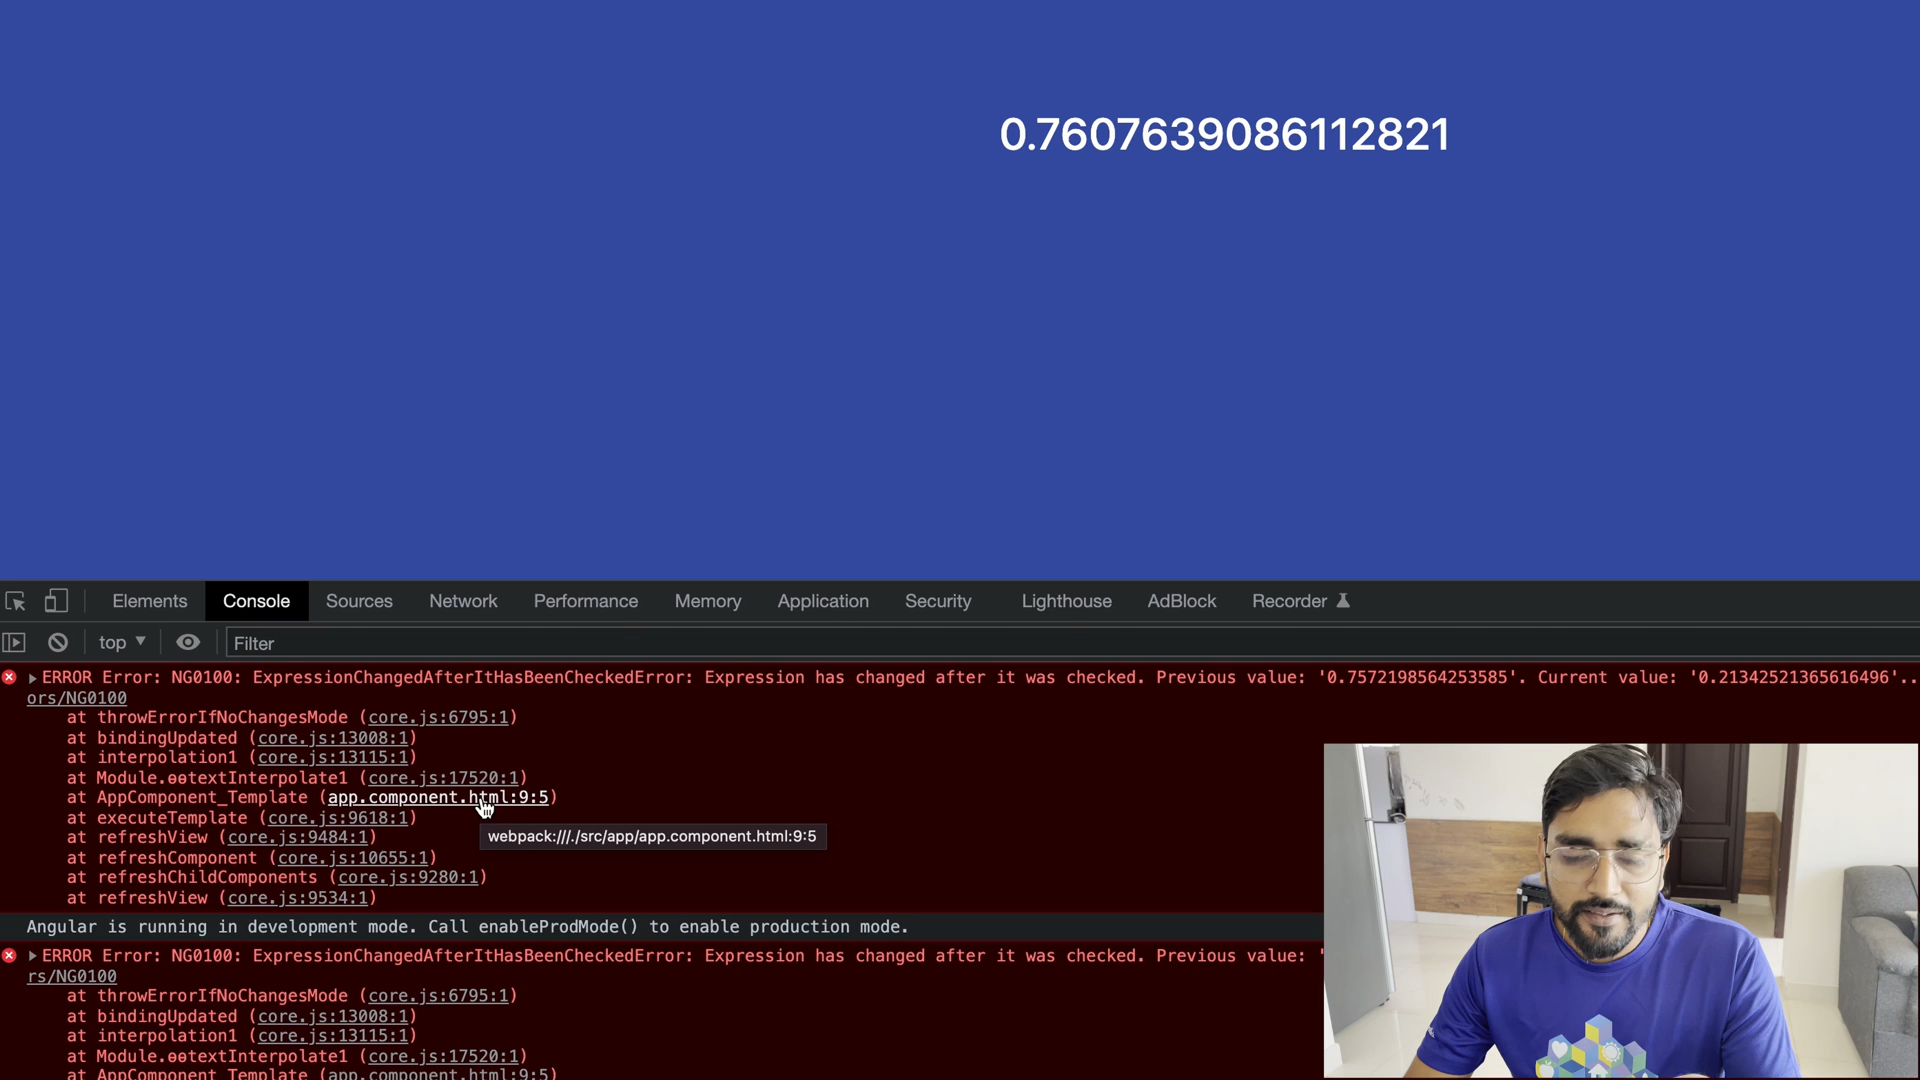 0.7607639086112821
Elements Console Sources Network Performance Memory Application Security Lighthouse AdBlock Recorder
top ▼ Filter
▶ERROR Error: NG0100: ExpressionChangedAfterItHasBeenCheckedError: Expression has changed after it was checked. Previous value: '0.7572198564253585'. Current value: '0.21342521365616496'..
ors/NG0100
at throwErrorIfNoChangesMode (core.js:6795:1)
at bindingUpdated (core.js:13008:1)
at interpolation1 (core.js:13115:1)
at Module.ɵɵtextInterpolate1 (core.js:17520:1)
at AppComponent_Template (app.component.html:9:5)
at executeTemplate (core.js:9618:1)
webpack:///./src/app/app.component.html:9:5
at refreshView (core.js:9484:1)
at refreshComponent (core.js:10655:1)
at refreshChildComponents (core.js:9280:1)
at refreshView (core.js:9534:1)
Angular is running in development mode. Call enableProdMode() to enable production mode.
▶ERROR Error: NG0100: ExpressionChangedAfterItHasBeenCheckedError: Expression has changed after it was checked. Previous value: '
rs/NG0100
at throwErrorIfNoChangesMode (core.js:6795:1)
at bindingUpdated (core.js:13008:1)
at interpolation1 (core.js:13115:1)
at Module.ɵɵtextInterpolate1 (core.js:17520:1)
at AppComponent_Template (app.component.html:9:5)